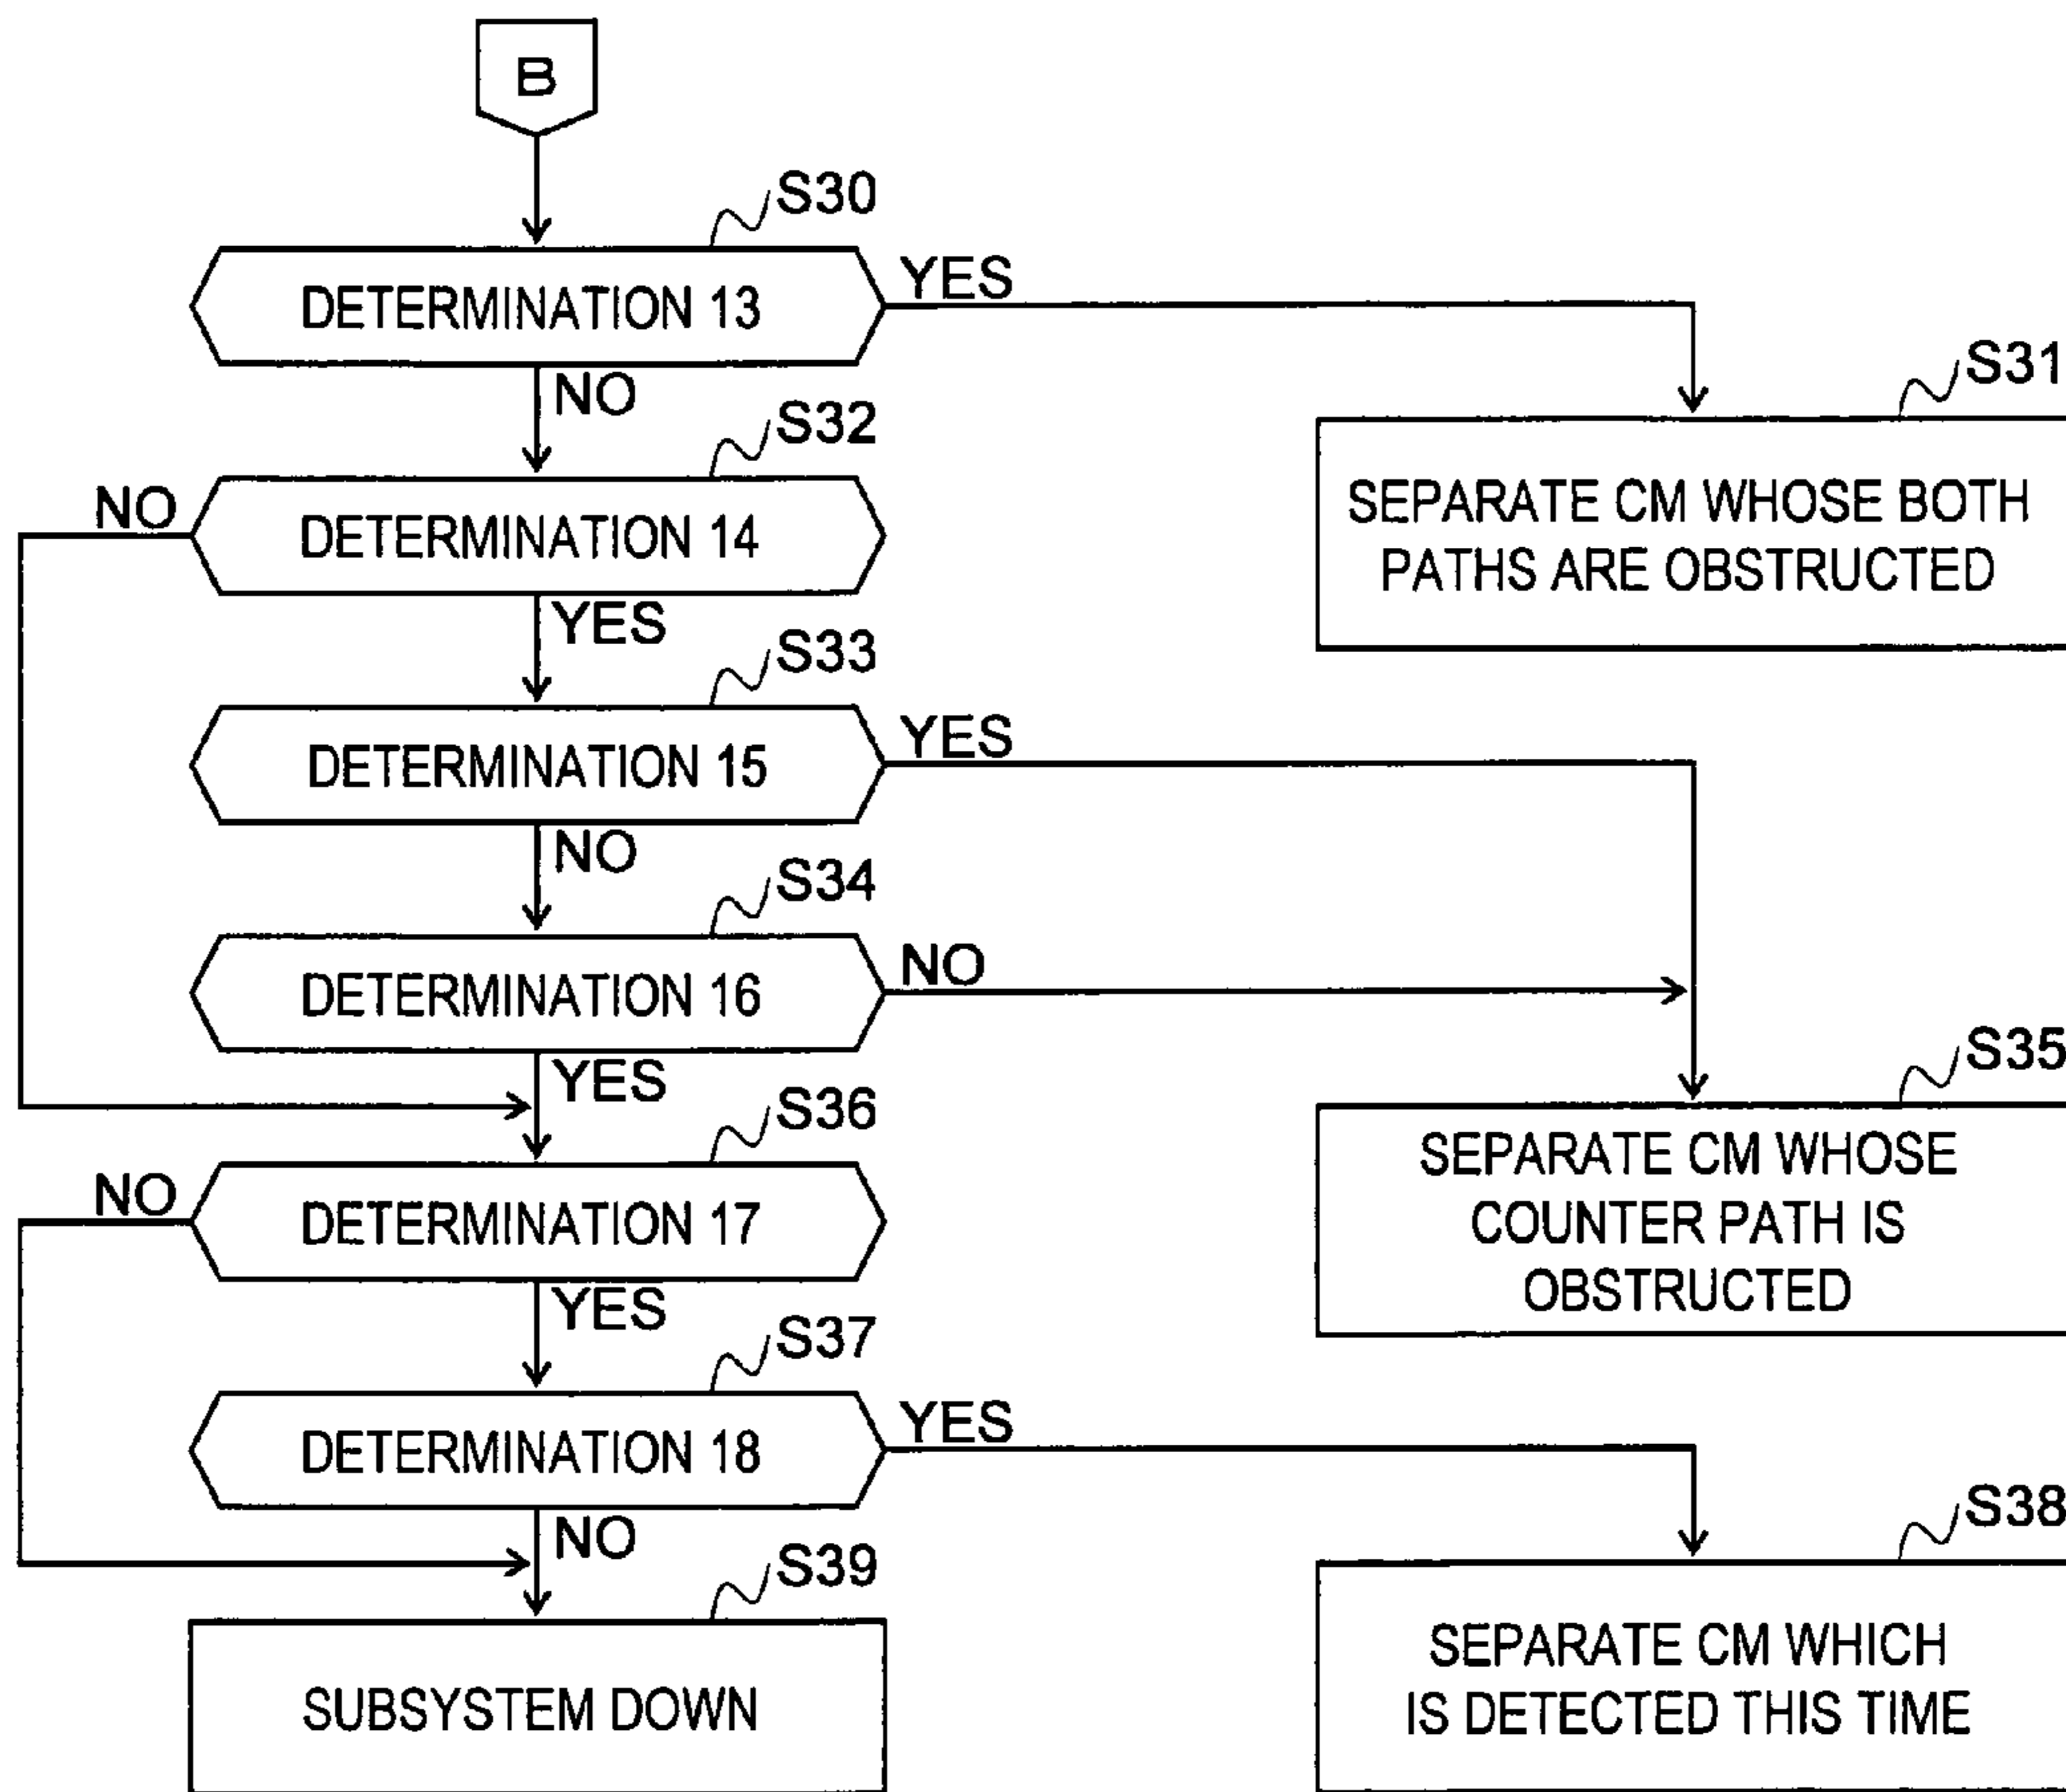 B
S30
DETERMINATION 13
YES
NO
S31
SEPARATE CM WHOSE BOTH
PATHS ARE OBSTRUCTED
S32
NO
DETERMINATION 14
YES
S33
DETERMINATION 15
YES
NO
S34
DETERMINATION 16
NO
YES
S35
SEPARATE CM WHOSE
COUNTER PATH IS
OBSTRUCTED
S36
NO
DETERMINATION 17
YES
S37
DETERMINATION 18
YES
NO
S38
SEPARATE CM WHICH
IS DETECTED THIS TIME
S39
SUBSYSTEM DOWN